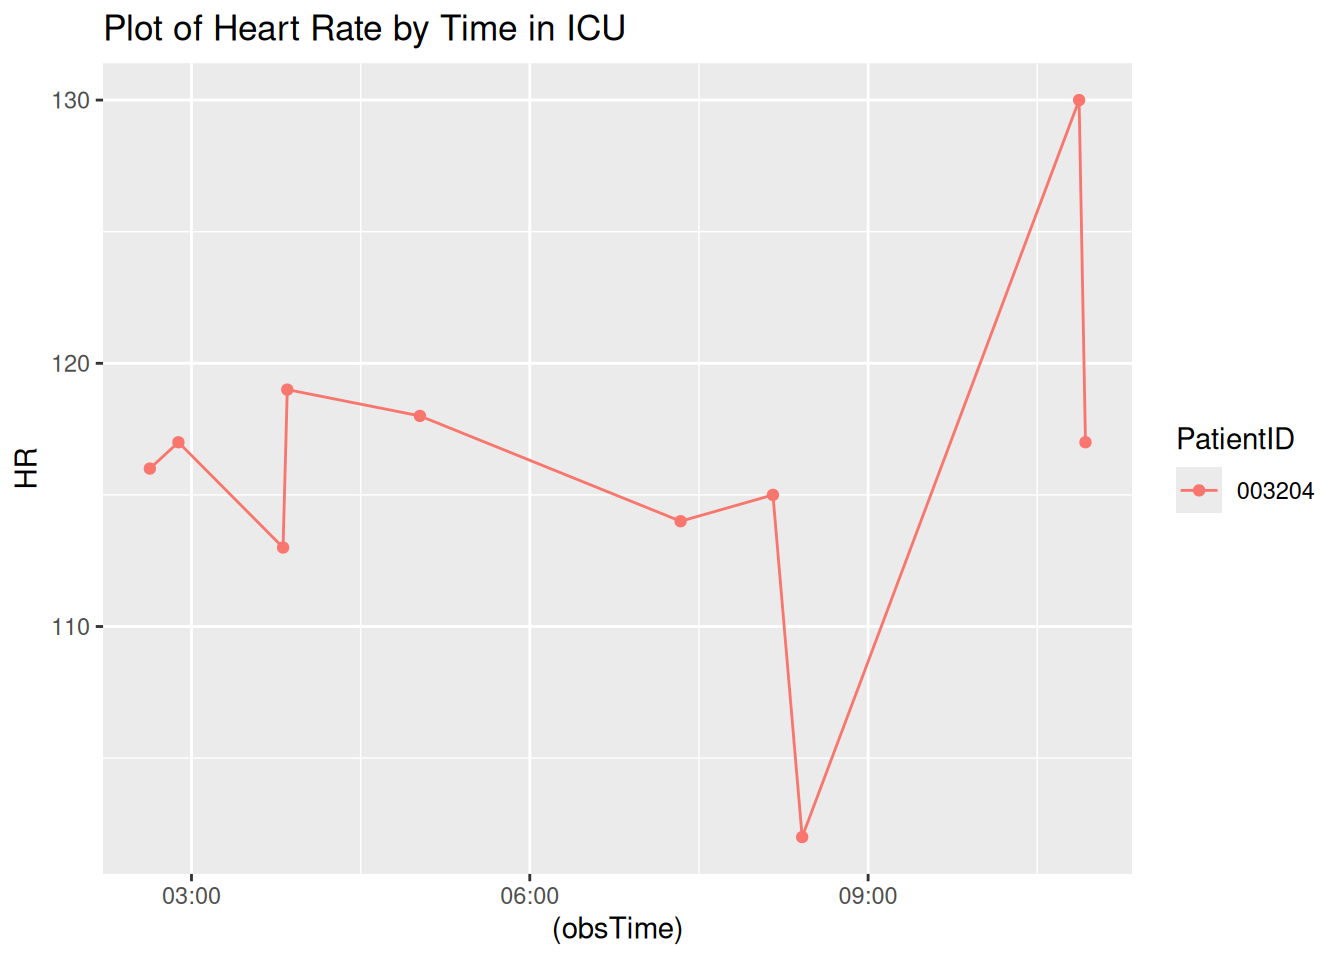 Plot of Heart Rate by Time in ICU
130
120
110
HR
03:00
06:00
09:00
(obsTime)
PatientID
003204